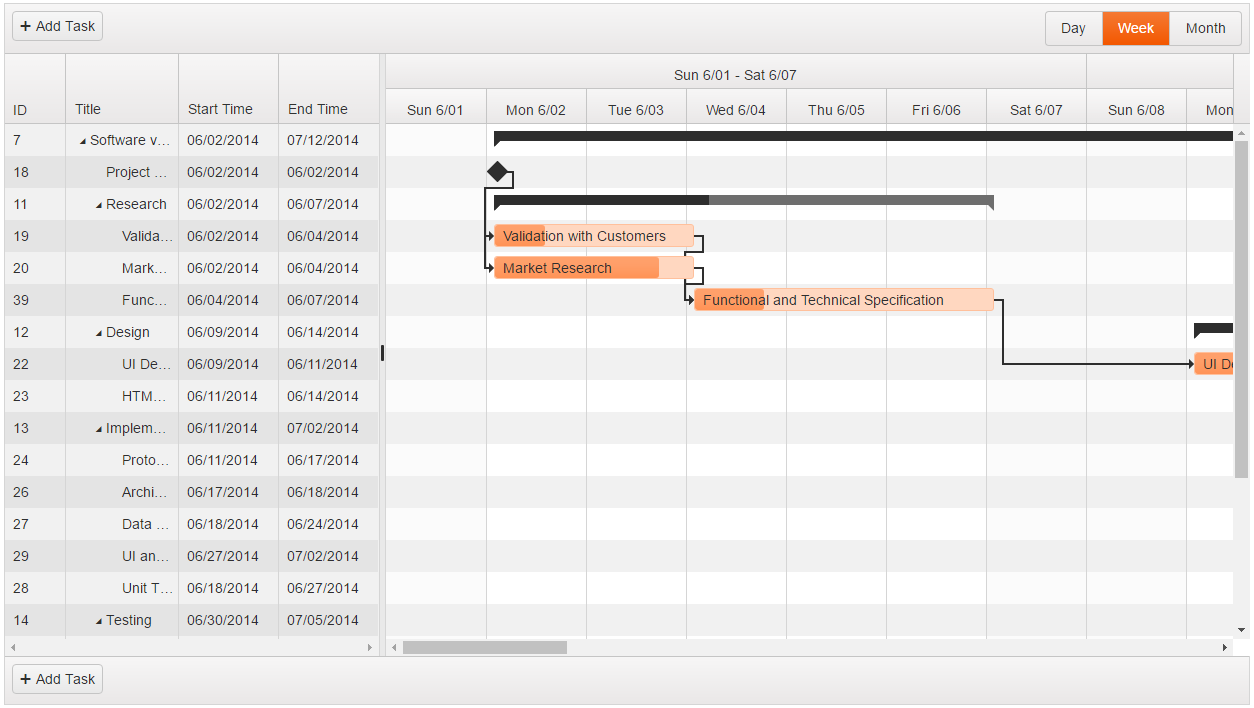 + Add Task
Day Week Month
Sun 6/01 - Sat 6/07
ID Title Start Time End Time Sun 6/01 Mon 6/02 Tue 6/03 Wed 6/04 Thu 6/05 Fri 6/06 Sat 6/07 Sun 6/08 Mon
7 Software v... 06/02/2014 07/12/2014
18 Project ... 06/02/2014 06/02/2014
11 Research 06/02/2014 06/07/2014
19 Valida... 06/02/2014 06/04/2014 Validation with Customers
20 Mark... 06/02/2014 06/04/2014 Market Research
39 Func... 06/04/2014 06/07/2014 Functional and Technical Specification
12 Design 06/09/2014 06/14/2014
22 UI De... 06/09/2014 06/11/2014 UI De
23 HTM... 06/11/2014 06/14/2014
13 Implem... 06/11/2014 07/02/2014
24 Proto... 06/11/2014 06/17/2014
26 Archi... 06/17/2014 06/18/2014
27 Data ... 06/18/2014 06/24/2014
29 UI an... 06/27/2014 07/02/2014
28 Unit T... 06/18/2014 06/27/2014
14 Testing 06/30/2014 07/05/2014
+ Add Task